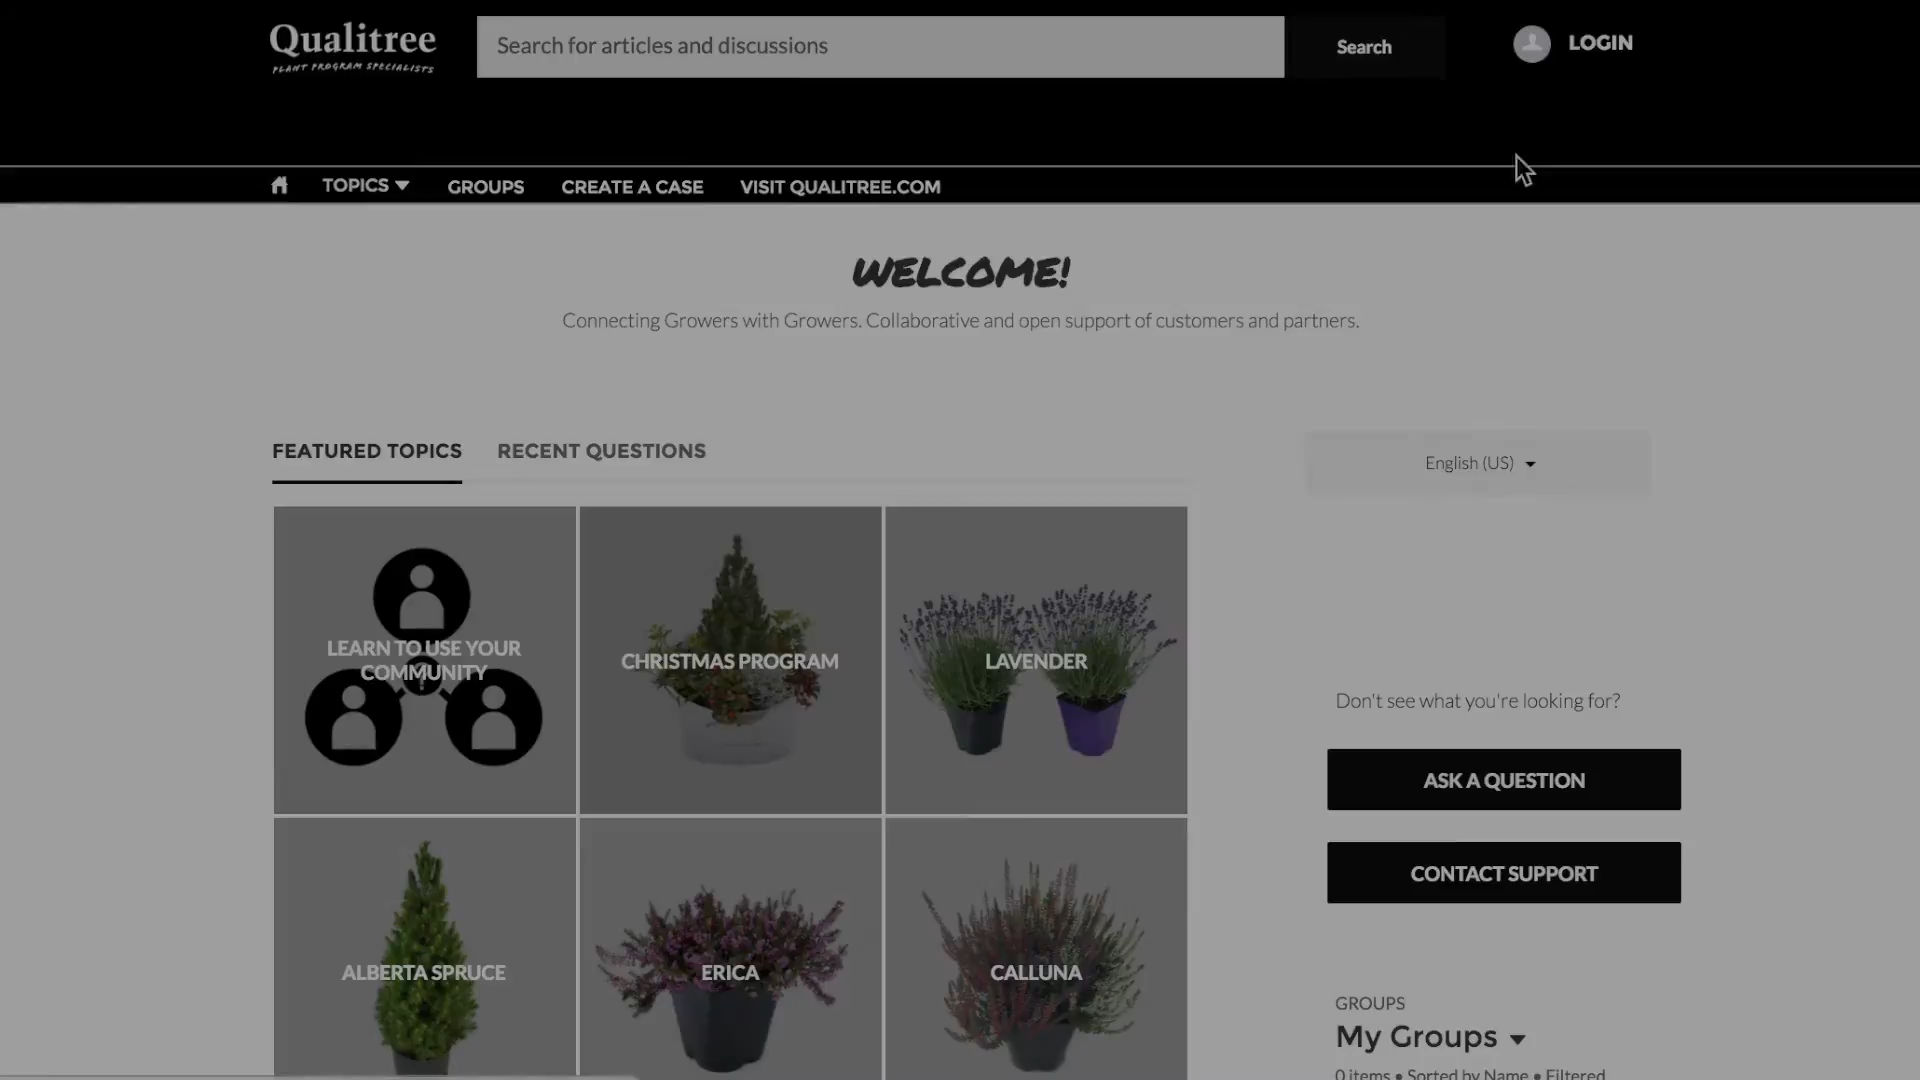 Qualitree
PLANT PROGRAM SPECIALISTS
Search for articles and discussions
Search
LOGIN
TOPICS
GROUPS
CREATE A CASE
VISIT QUALITREE.COM
WELCOME!
Connecting Growers with Growers. Collaborative and open support of customers and partners.
FEATURED TOPICS
RECENT QUESTIONS
English (US)
LEARN TO USE YOUR
COMMUNITY
CHRISTMAS PROGRAM
LAVENDER
Don't see what you're looking for?
ASK A QUESTION
CONTACT SUPPORT
ALBERTA SPRUCE
ERICA
CALLUNA
GROUPS
My Groups
0 items • Sorted by Name • Filtered